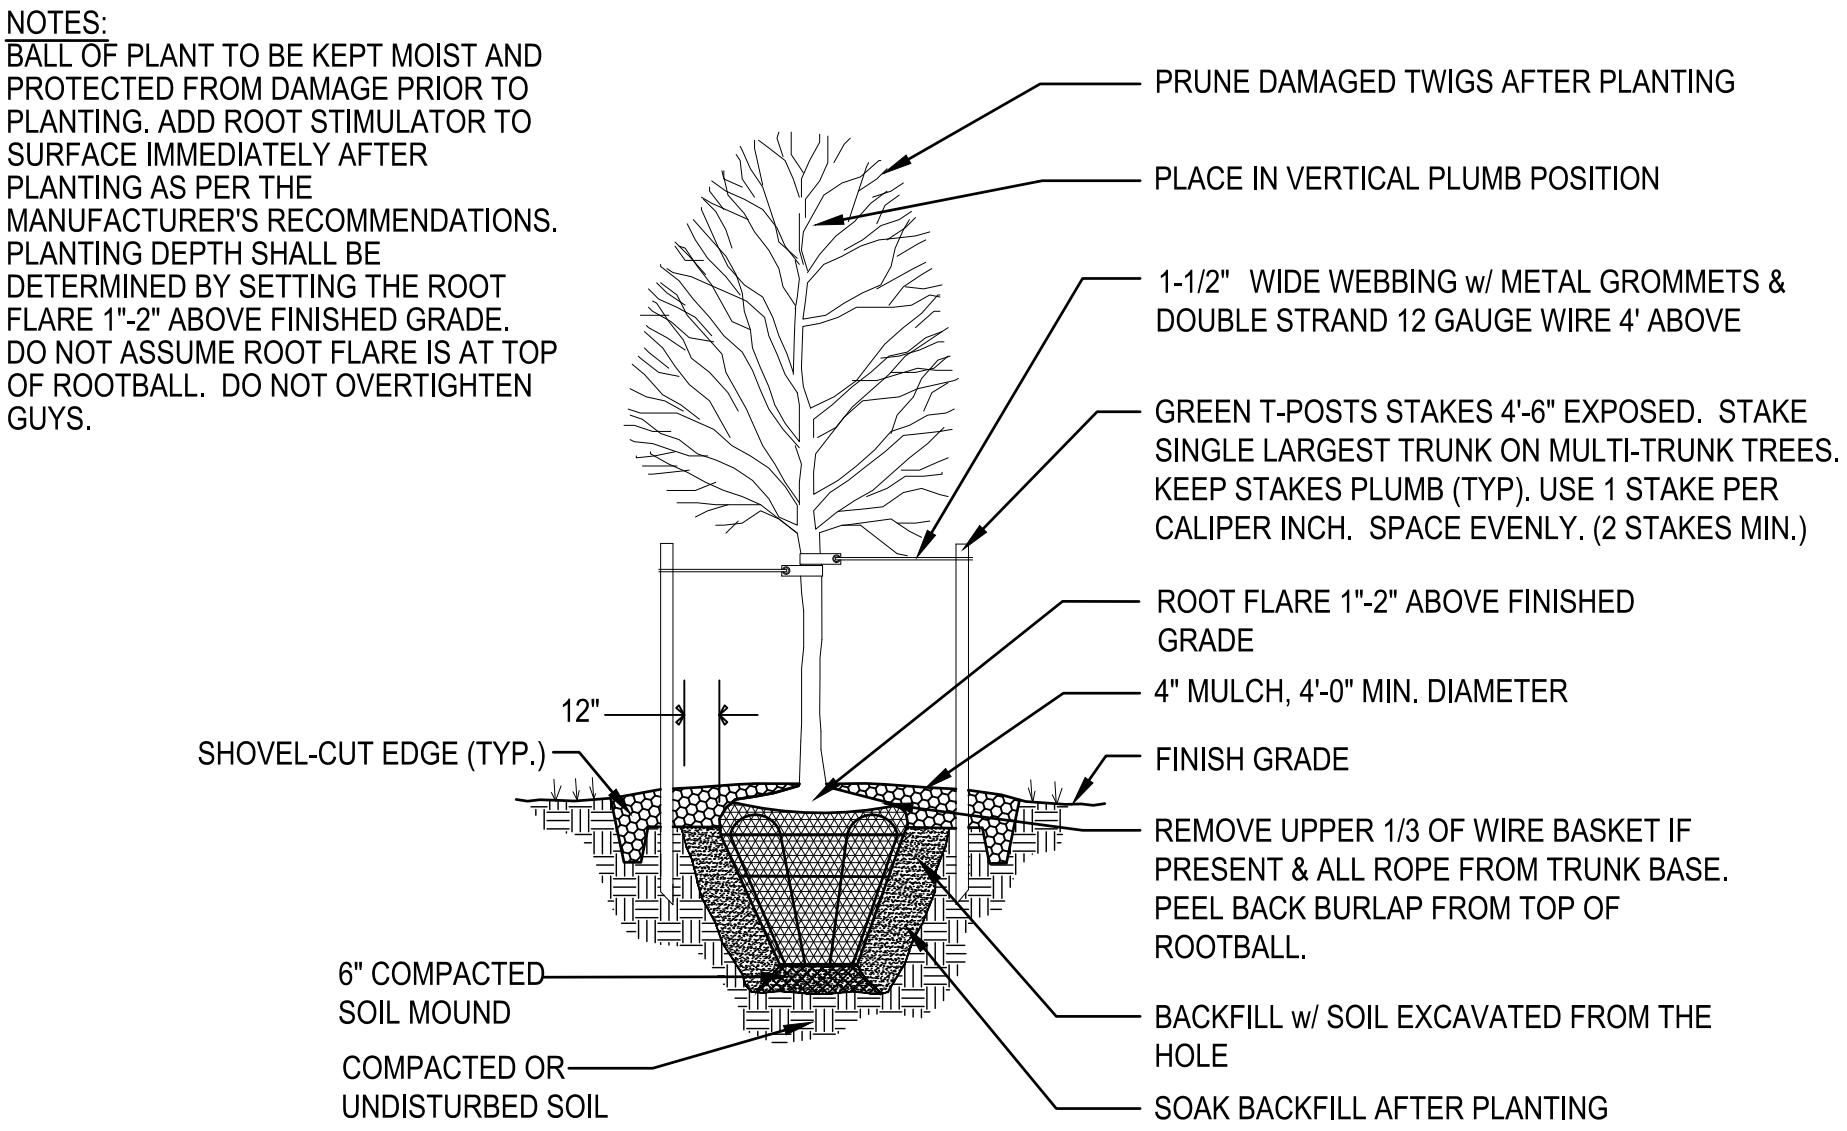 NOTES:
BALL OF PLANT TO BE KEPT MOIST AND
PROTECTED FROM DAMAGE PRIOR TO
PLANTING. ADD ROOT STIMULATOR TO
SURFACE IMMEDIATELY AFTER
PLANTING AS PER THE
MANUFACTURER'S RECOMMENDATIONS.
PLANTING DEPTH SHALL BE
DETERMINED BY SETTING THE ROOT
FLARE 1"-2" ABOVE FINISHED GRADE.
DO NOT ASSUME ROOT FLARE IS AT TOP
OF ROOTBALL. DO NOT OVERTIGHTEN
GUYS.
PRUNE DAMAGED TWIGS AFTER PLANTING
PLACE IN VERTICAL PLUMB POSITION
1-1/2" WIDE WEBBING w/ METAL GROMMETS &
DOUBLE STRAND 12 GAUGE WIRE 4' ABOVE
GREEN T-POSTS STAKES 4'-6" EXPOSED. STAKE
SINGLE LARGEST TRUNK ON MULTI-TRUNK TREES.
KEEP STAKES PLUMB (TYP). USE 1 STAKE PER
CALIPER INCH. SPACE EVENLY. (2 STAKES MIN.)
ROOT FLARE 1"-2" ABOVE FINISHED
GRADE
4" MULCH, 4'-0" MIN. DIAMETER
FINISH GRADE
REMOVE UPPER 1/3 OF WIRE BASKET IF
PRESENT & ALL ROPE FROM TRUNK BASE.
PEEL BACK BURLAP FROM TOP OF
ROOTBALL.
BACKFILL w/ SOIL EXCAVATED FROM THE
HOLE
SOAK BACKFILL AFTER PLANTING
12"
SHOVEL-CUT EDGE (TYP.)
6" COMPACTED
SOIL MOUND
COMPACTED OR
UNDISTURBED SOIL